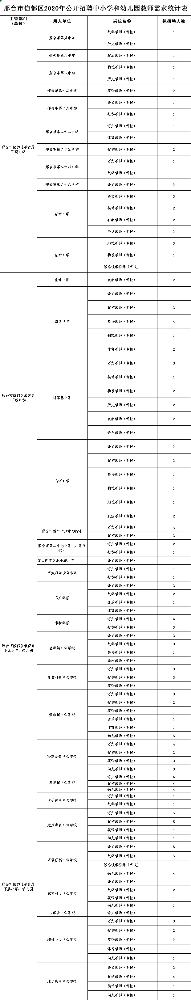 邢台市信都区2020年公开招聘中小学和幼儿园教师需求统计表
主管部门（单位） 用人单位 岗位名称 拟招聘人数
邢台市信都区教育局下属中学
邢台市第五中学 数学教师（专技） 1
历史教师（专技） 1
邢台市第六中学 政治教师（专技） 1
邢台市第八中学 物理教师（专技） 1
历史教师（专技） 1
邢台市第十二中学 英语教师（专技） 2
邢台市第十九中学 语文教师（专技） 1
数学教师（专技） 1
邢台市第二十二中学 语文教师（专技） 1
体育教师（专技） 1
邢台市第二十三中学 数学教师（专技） 2
邢台市第二十四中学 语文教师（专技） 1
数学教师（专技） 1
邢台市第二十六中学 语文教师（专技） 2
浆水中学 语文教师（专技） 3
英语教师（专技） 2
生物教师（专技） 2
历史教师（专技） 2
浆水中学 地理教师（专技） 3
物理教师（专技） 1
信息技术教师（专技） 1
邢台市信都区教育局下属中学
皇寺中学 政治教师（专技） 2
路罗中学 语文教师（专技） 1
数学教师（专技） 3
英语教师（专技） 4
物理教师（专技） 1
体育教师（专技） 2
将军墓中学 语文教师（专技） 3
英语教师（专技） 1
物理教师（专技） 2
历史教师（专技） 2
政治教师（专技） 2
音乐教师（专技） 1
马河中学 语文教师（专技） 2
数学教师（专技） 2
英语教师（专技） 1
物理教师（专技） 1
地理教师（专技） 1
政治教师（专技） 2
邢台市信都区教育局下属小学、幼儿园
邢台市第二十六中学附小 语文教师（专技） 4
数学教师（专技） 3
邢台市第二十七中学（小学岗位） 语文教师（专技） 2
数学教师（专技） 1
南大郭学区北小郭小学 语文教师（专技） 1
南大郭学李马小学 语文教师（专技） 1
数学教师（专技） 1
东户学区 语文教师（专技） 3
数学教师（专技） 2
音乐教师（专技） 1
体育教师（专技） 1
李村学区 语文教师（专技） 4
数学教师（专技） 3
皇寺镇中心学校 语文教师（专技） 3
数学教师（专技） 3
英语教师（专技） 1
美术教师（专技） 1
西黄村镇中心学校 语文教师（专技） 3
数学教师（专技） 3
英语教师（专技） 1
浆水镇中心学校 语文教师（专技） 3
数学教师（专技） 2
英语教师（专技） 1
音乐教师（专技） 1
体育教师（专技） 1
幼儿教师（专技） 5
将军墓镇中心学校 语文教师（专技） 4
数学教师（专技） 2
英语教师（专技） 3
幼儿教师（专技） 3
邢台市信都区教育局下属小学、幼儿园
路罗镇中心学校 语文教师（专技） 4
数学教师（专技） 4
幼儿教师（专技） 4
太子井乡中心学校 语文教师（专技） 1
数学教师（专技） 1
龙泉寺乡中心学校 语文教师（专技） 5
数学教师（专技） 5
英语教师（专技） 1
幼儿教师（专技） 1
宋家庄镇中心学校 语文教师（专技） 6
数学教师（专技） 5
信息技术教师（专技） 1
幼儿教师（专技） 4
冀家村乡中心学校 语文教师（专技） 1
数学教师（专技） 2
英语教师（专技） 1
幼儿教师（专技） 1
白岸乡中心学校 语文教师（专技） 1
城计头乡中心学校 语文教师（专技） 3
数学教师（专技） 2
英语教师（专技） 2
体育教师（专技） 1
幼儿教师（专技） 1
北小庄乡中心学校 语文教师（专技） 3
数学教师（专技） 4
美术教师（专技） 1
幼儿教师（专技） 1